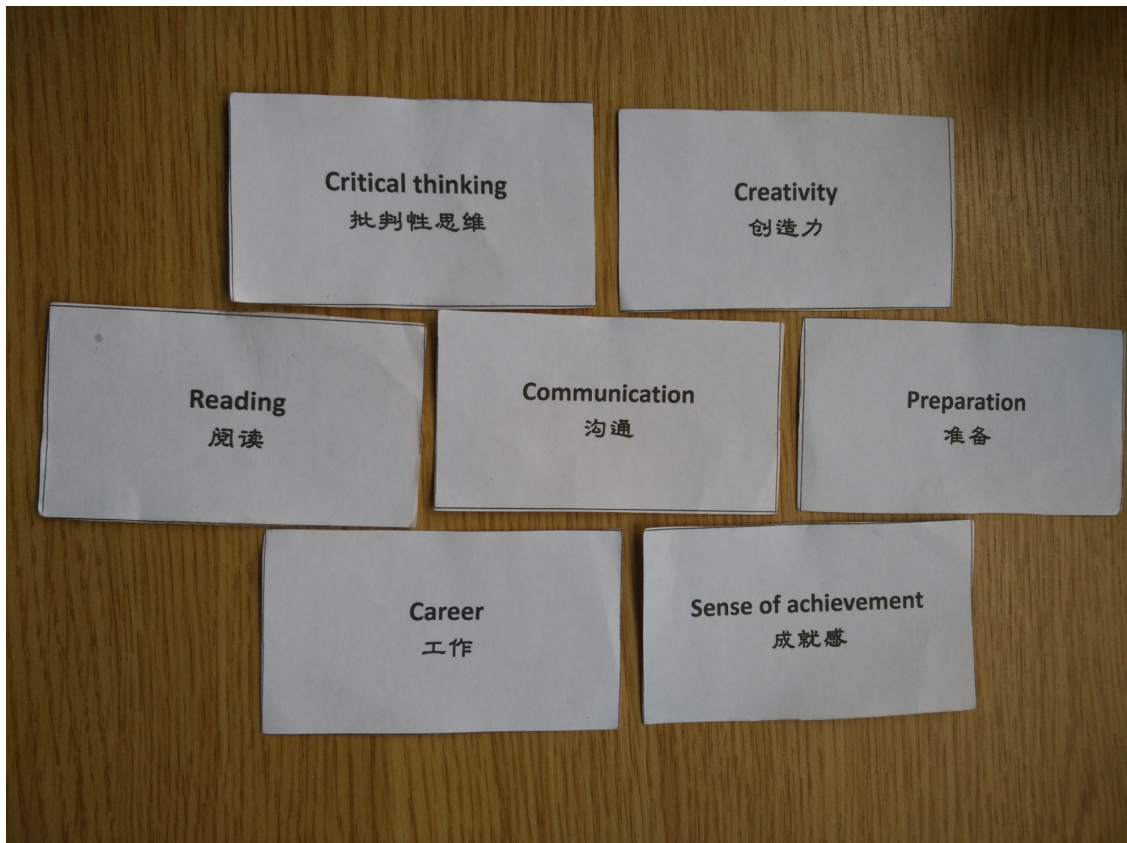 Critical thinking
批判性思维
Creativity
创造力
Reading
阅读
Communication
沟通
Preparation
准备
Career
工作
Sense of achievement
成就感